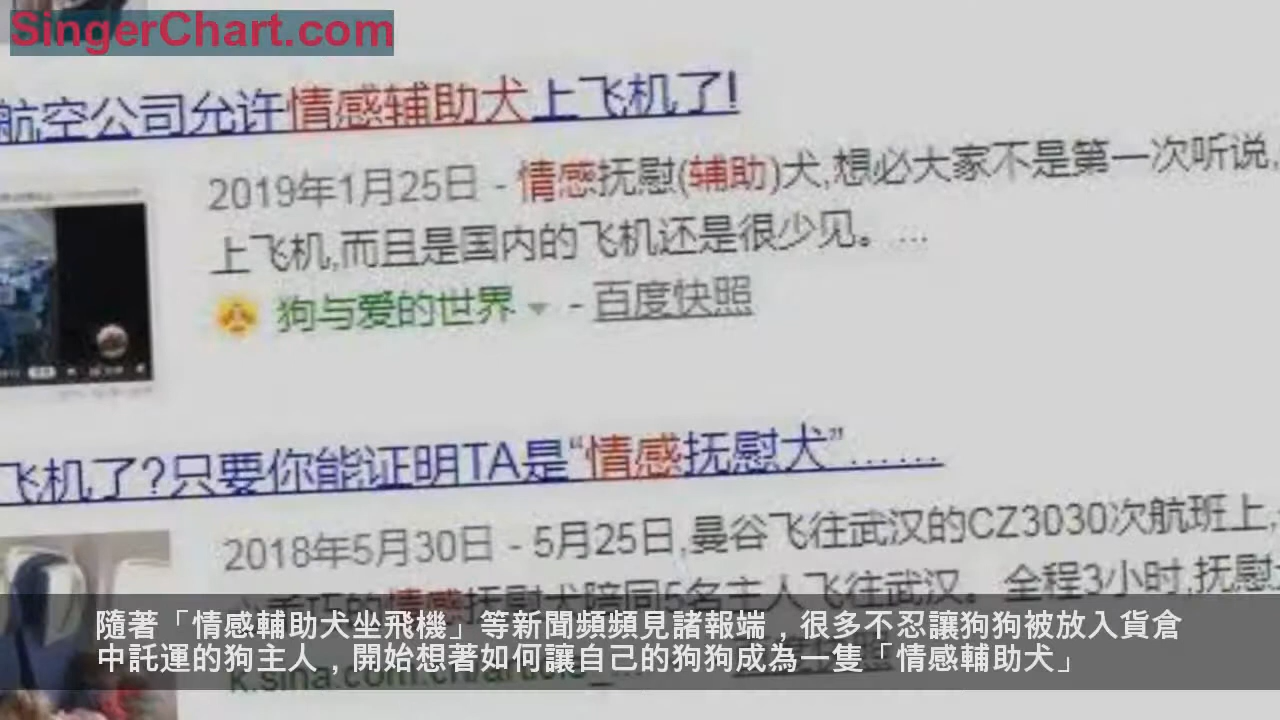 SingerChart.com
航空公司允许情感辅助犬上飞机了!
2019年1月25日 - 情感抚慰(辅助)犬,想必大家不是第一次听说,
上飞机,而且是国内的飞机还是很少见。...
狗与爱的世界 - 百度快照
飞机了?只要你能证明TA是“情感抚慰犬”......
2018年5月30日 - 5月25日,曼谷飞往武汉的CZ3030次航班上,
情感抚慰犬陪同5名主人飞往武汉。全程3小时,抚慰
隨著「情感輔助犬坐飛機」等新聞頻頻見諸報端，很多不忍讓狗狗被放入貨倉
中託運的狗主人，開始想著如何讓自己的狗狗成為一隻「情感輔助犬」